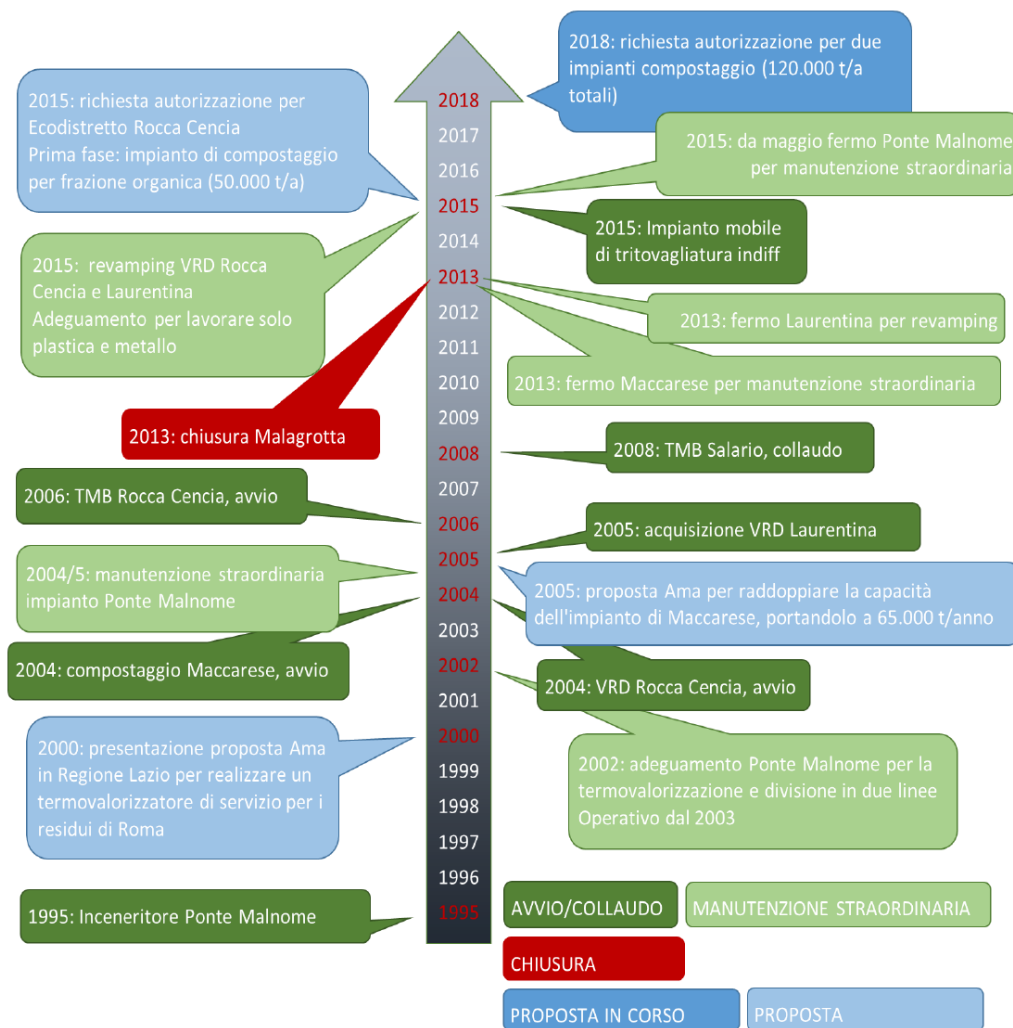 2018: richiesta autorizzazione per due
impianti compostaggio (120.000 t/a
totali)
2015: richiesta autorizzazione per
Ecodistretto Rocca Cencia
Prima fase: impianto di compostaggio
per frazione organica (50.000 t/a)
2015: da maggio fermo Ponte Malnome
per manutenzione straordinaria
2015: Impianto mobile
di tritovagliatura indiff
2015: revamping VRD Rocca
Cencia e Laurentina
Adeguamento per lavorare solo
plastica e metallo
2013: fermo Laurentina per revamping
2013: fermo Maccarese per manutenzione straordinaria
2013: chiusura Malagrotta
2008: TMB Salario, collaudo
2006: TMB Rocca Cencia, avvio
2005: acquisizione VRD Laurentina
2004/5: manutenzione straordinaria
impianto Ponte Malnome
2005: proposta Ama per raddoppiare la capacità
dell'impianto di Maccarese, portandolo a 65.000 t/anno
2004: compostaggio Maccarese, avvio
2004: VRD Rocca Cencia, avvio
2000: presentazione proposta Ama
in Regione Lazio per realizzare un
termovalorizzatore di servizio per i
residui di Roma
2002: adeguamento Ponte Malnome per la
termovalorizzazione e divisione in due linee
Operativo dal 2003
1995: Inceneritore Ponte Malnome
2018
2017
2016
2015
2014
2013
2012
2011
2010
2009
2008
2007
2006
2005
2004
2003
2002
2001
2000
1999
1998
1997
1996
1995
AVVIO/COLLAUDO
MANUTENZIONE STRAORDINARIA
CHIUSURA
PROPOSTA IN CORSO
PROPOSTA